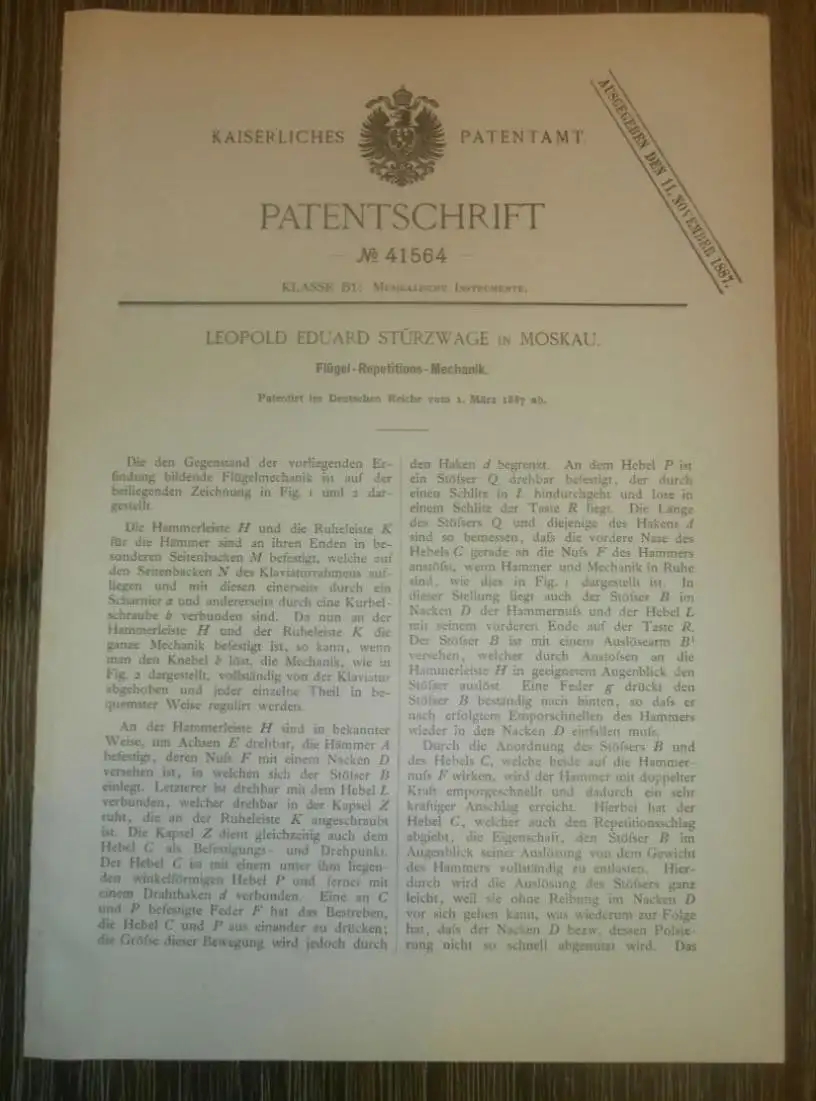 KAISERLICHES PATENTAMT
AUSGEGEBEN DEN 11. NOVEMBER 1887.
PATENTSCHRIFT
— № 41564 —
KLASSE 51: MUSIKALISCHE INSTRUMENTE.
LEOPOLD EDUARD STÜRZWAGE IN MOSKAU.
Flügel-Repetitions-Mechanik.
Patentirt im Deutschen Reiche vom 1. März 1887 ab.
Die den Gegenstand der vorliegenden Er-
findung bildende Flügelmechanik ist auf der
beiliegenden Zeichnung in Fig. 1 und 2 dar-
gestellt.
Die Hammerleiste H und die Ruheleiste K
für die Hämmer sind an ihren Enden in be-
sonderen Seitenbacken M befestigt, welche auf
den Seitenbacken N des Klaviaturrahmens auf-
liegen und mit diesen einerseits durch ein
Scharnier a und andererseits durch eine Kurbel-
schraube b verbunden sind. Da nun an der
Hammerleiste H und der Ruheleiste K die
ganze Mechanik befestigt ist, so kann, wenn
man den Knebel b löst, die Mechanik, wie in
Fig. 2 dargestellt, vollständig von der Klaviatur
abgehoben und jeder einzelne Theil in be-
quemster Weise regulirt werden.
An der Hammerleiste H sind in bekannter
Weise, um Achsen E drehbar, die Hämmer A
befestigt, deren Nuß F mit einem Nacken D
versehen ist, in welchen sich der Stößer B
einlegt. Letzterer ist drehbar mit dem Hebel L
verbunden, welcher drehbar in der Kapsel Z
ruht, die an der Ruheleiste K angeschraubt
ist. Die Kapsel Z dient gleichzeitig auch dem
Hebel C als Befestigungs- und Drehpunkt.
Der Hebel C ist mit einem unter ihm liegen-
den winkelförmigen Hebel P und ferner mit
einem Drahthaken d verbunden. Eine an C
und P befestigte Feder F hat das Bestreben,
die Hebel C und P aus einander zu drücken;
die Größe dieser Bewegung wird jedoch durch
den Haken d begrenzt. An dem Hebel P ist
ein Stößer Q drehbar befestigt, der durch
einen Schlitz in L hindurchgeht und lose in
einem Schlitz der Taste R liegt. Die Länge
des Stößers Q und diejenige des Hakens d
sind so bemessen, daß die vordere Nase des
Hebels C gerade an die Nuß F des Hammers
anstößt, wenn Hammer und Mechanik in Ruhe
sind, wie dies in Fig. 1 dargestellt ist. In
dieser Stellung liegt auch der Stößer B im
Nacken D der Hammernuß und der Hebel L
mit seinem vorderen Ende auf der Taste R.
Der Stößer B ist mit einem Auslösearm B¹
versehen, welcher durch Anstoßen an die
Hammerleiste H in geeignetem Augenblick den
Stößer auslöst. Eine Feder g drückt den
Stößer B beständig nach hinten, so daß er
nach erfolgtem Emporschnellen des Hammers
wieder in den Nacken D einfallen muß.
Durch die Anordnung des Stößers B und
des Hebels C, welche beide auf die Hammer-
nuß F wirken, wird der Hammer mit doppelter
Kraft emporgeschnellt und dadurch ein sehr
kräftiger Anschlag erreicht. Hierbei hat der
Hebel C, welcher auch den Repetitionsschlag
abgiebt, die Eigenschaft, den Stößer B im
Augenblick seiner Auslösung von dem Gewicht
des Hammers vollständig zu entlasten. Hier-
durch wird die Auslösung des Stößers ganz
leicht, weil sie ohne Reibung im Nacken D
vor sich gehen kann, was wiederum zur Folge
hat, daß der Nacken D bezw. dessen Polste-
rung nicht so schnell abgenutzt wird. Das